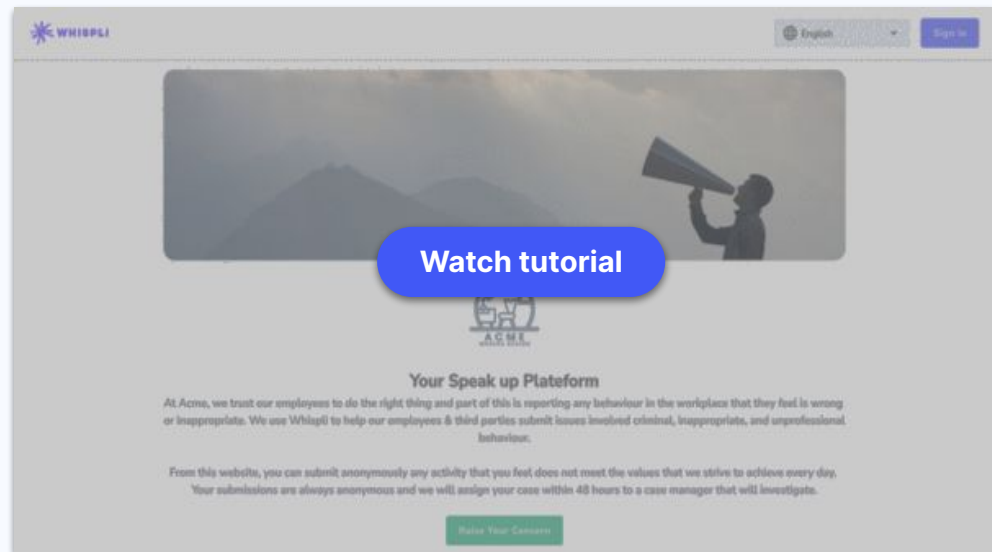 WHISPLI
English
Sign In
Watch tutorial
ACME
Your Speak up Plateform
At Acme, we trust our employees to do the right thing and part of this is reporting any behaviour in the workplace that they feel is wrong
or inappropriate. We use Whispli to help our employees & third parties submit issues involved criminal, inappropriate, and unprofessional
behaviour.
From this website, you can submit anonymously any activity that you feel does not meet the values that we strive to achieve every day.
Your submissions are always anonymous and we will assign your case within 48 hours to a case manager that will investigate.
Raise Your Concern